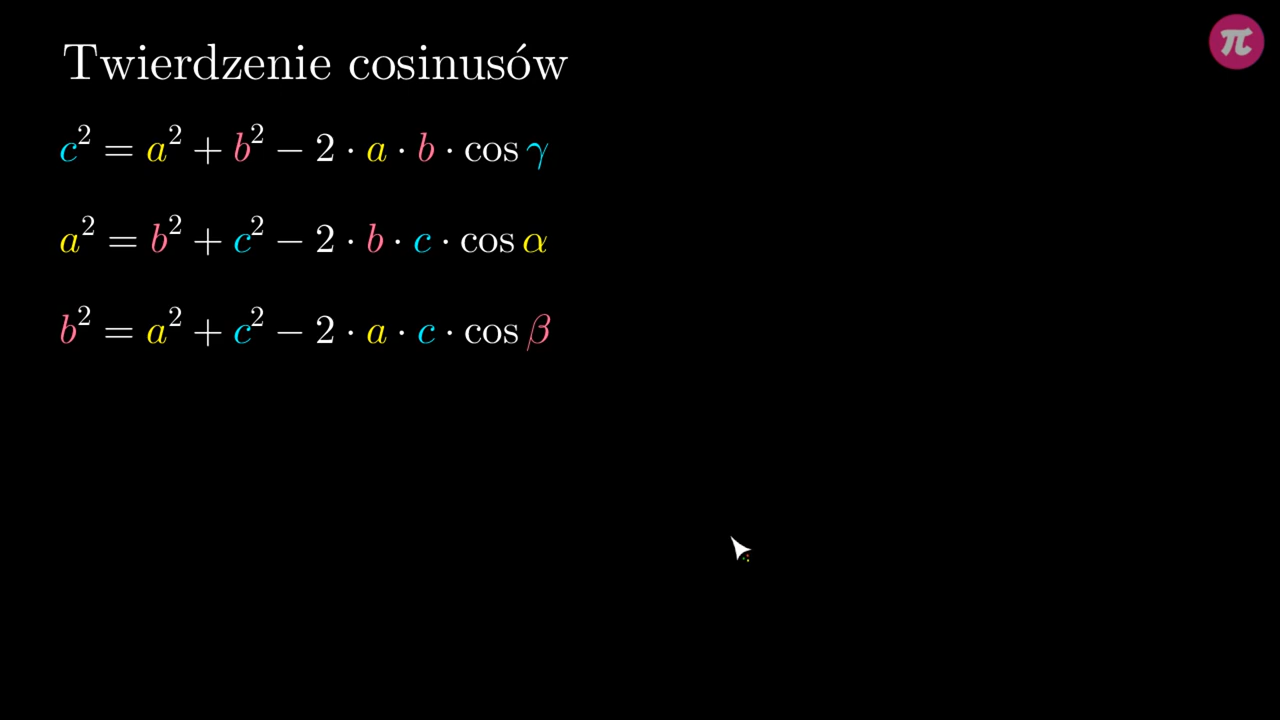 Twierdzenie cosinusów
π
c² = a² + b² − 2 · a · b · cos γ
a² = b² + c² − 2 · b · c · cos α
b² = a² + c² − 2 · a · c · cos β